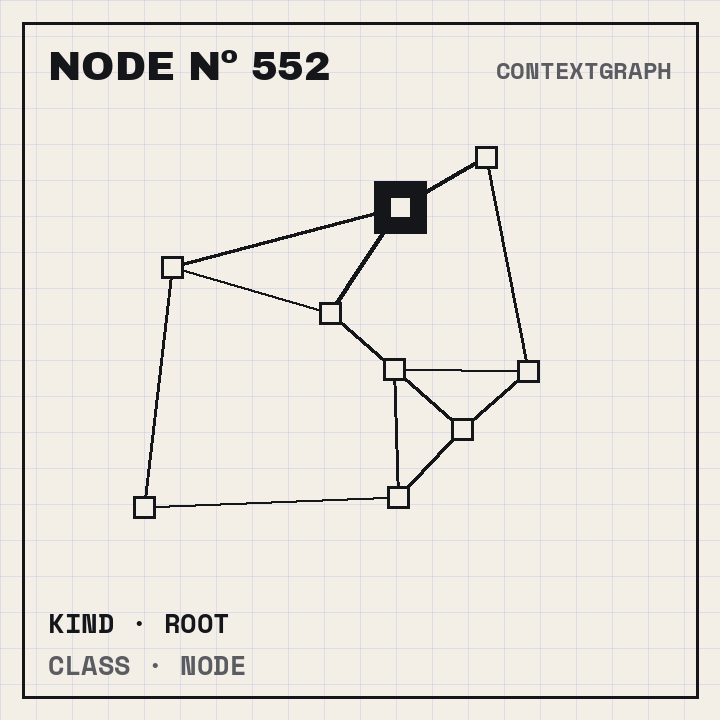 NODE Nº 552
CONTEXTGRAPH
KIND · ROOT
CLASS · NODE